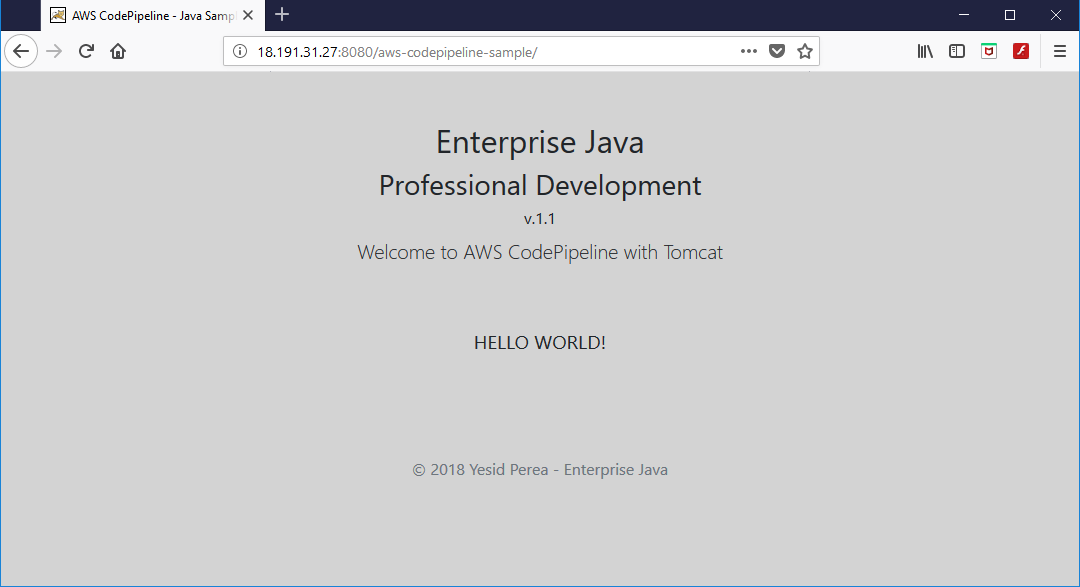 AWS CodePipeline - Java Samp
18.191.31.27:8080/aws-codepipeline-sample/
Enterprise Java
Professional Development
v.1.1
Welcome to AWS CodePipeline with Tomcat
HELLO WORLD!
© 2018 Yesid Perea - Enterprise Java